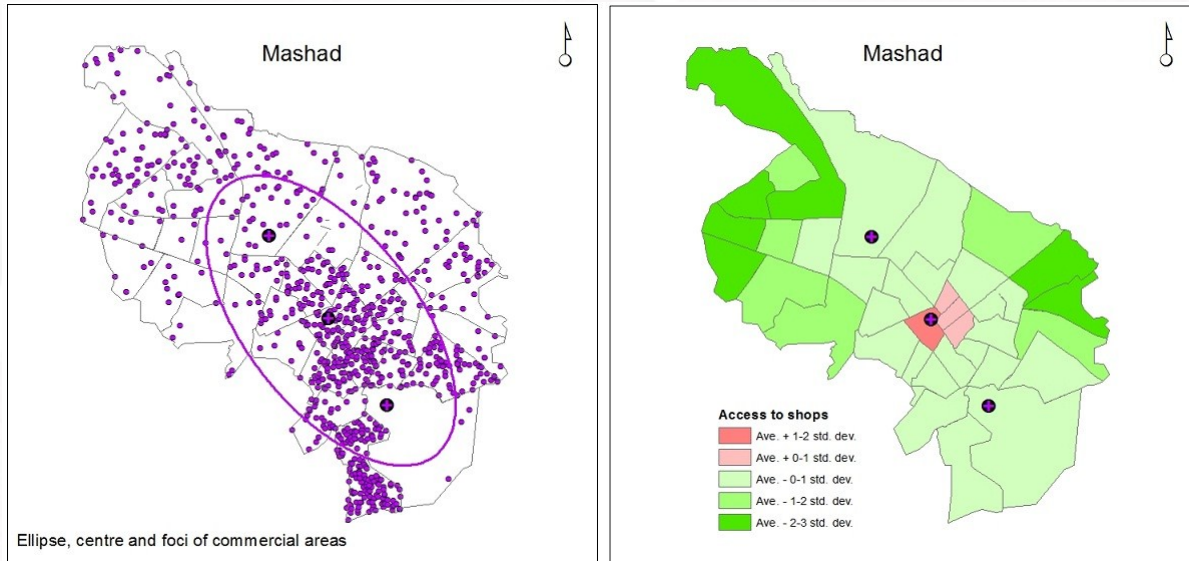 Mashad
Ellipse, centre and foci of commercial areas
Mashad
Access to shops
Ave. + 1-2 std. dev.
Ave. + 0-1 std. dev.
Ave. - 0-1 std. dev.
Ave. - 1-2 std. dev.
Ave. - 2-3 std. dev.